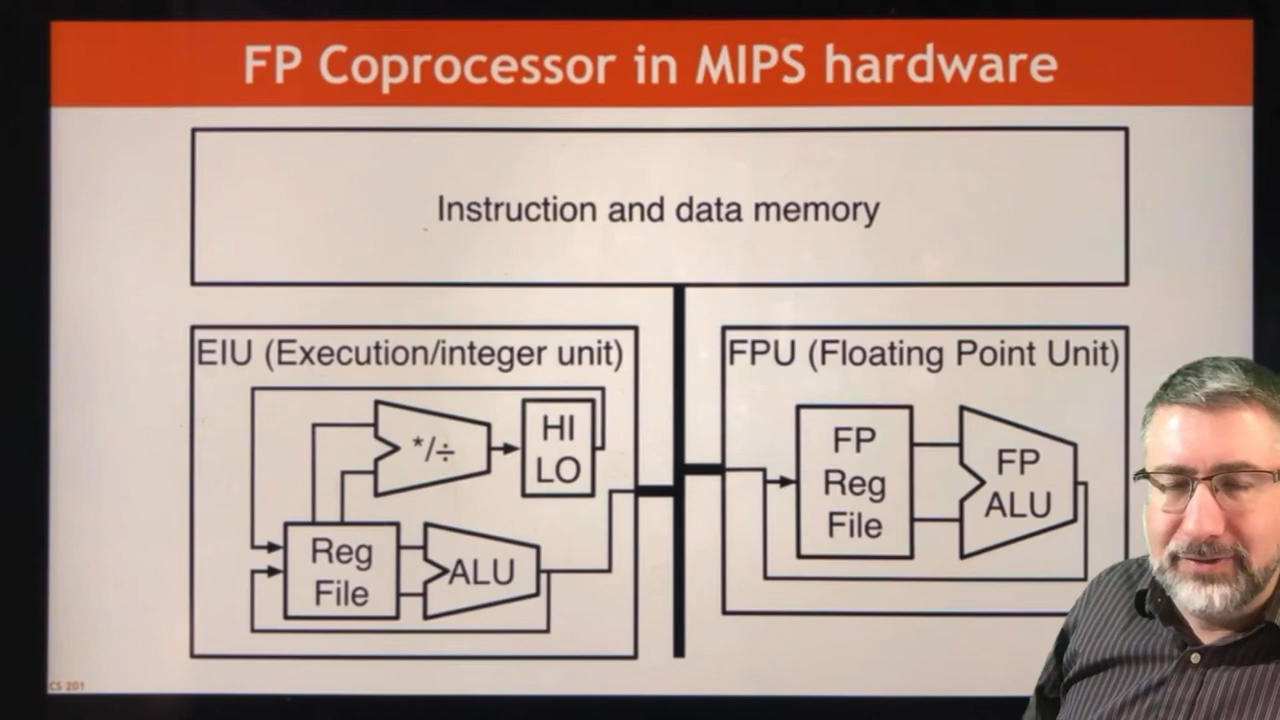 FP Coprocessor in MIPS hardware
Instruction and data memory
EIU (Execution/integer unit)
*/÷
HI
LO
Reg
File
ALU
FPU (Floating Point Unit)
FP
Reg
File
FP
ALU
CS 201